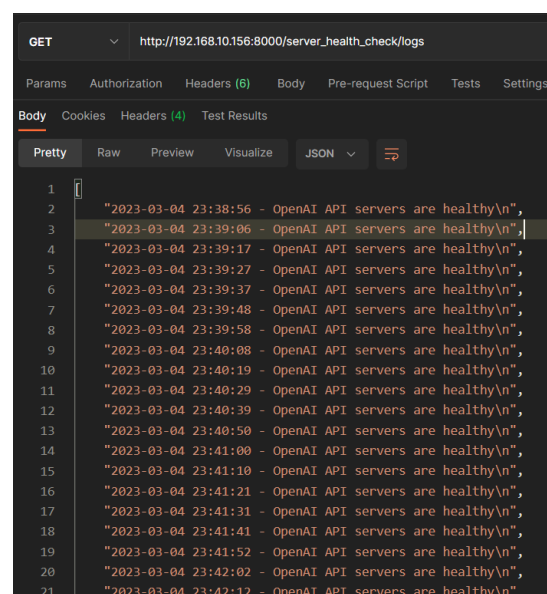 GET http://192.168.10.156:8000/server_health_check/logs
Params Authorization Headers (6) Body Pre-request Script Tests Settings
Body Cookies Headers (4) Test Results
Pretty Raw Preview Visualize JSON
1 [
2 "2023-03-04 23:38:56 - OpenAI API servers are healthy\n",
3 "2023-03-04 23:39:06 - OpenAI API servers are healthy\n",
4 "2023-03-04 23:39:17 - OpenAI API servers are healthy\n",
5 "2023-03-04 23:39:27 - OpenAI API servers are healthy\n",
6 "2023-03-04 23:39:37 - OpenAI API servers are healthy\n",
7 "2023-03-04 23:39:48 - OpenAI API servers are healthy\n",
8 "2023-03-04 23:39:58 - OpenAI API servers are healthy\n",
9 "2023-03-04 23:40:08 - OpenAI API servers are healthy\n",
10 "2023-03-04 23:40:19 - OpenAI API servers are healthy\n",
11 "2023-03-04 23:40:29 - OpenAI API servers are healthy\n",
12 "2023-03-04 23:40:39 - OpenAI API servers are healthy\n",
13 "2023-03-04 23:40:50 - OpenAI API servers are healthy\n",
14 "2023-03-04 23:41:00 - OpenAI API servers are healthy\n",
15 "2023-03-04 23:41:10 - OpenAI API servers are healthy\n",
16 "2023-03-04 23:41:21 - OpenAI API servers are healthy\n",
17 "2023-03-04 23:41:31 - OpenAI API servers are healthy\n",
18 "2023-03-04 23:41:41 - OpenAI API servers are healthy\n",
19 "2023-03-04 23:41:52 - OpenAI API servers are healthy\n",
20 "2023-03-04 23:42:02 - OpenAI API servers are healthy\n",
21 "2023-03-04 23:42:12 - OpenAI API servers are healthy\n",